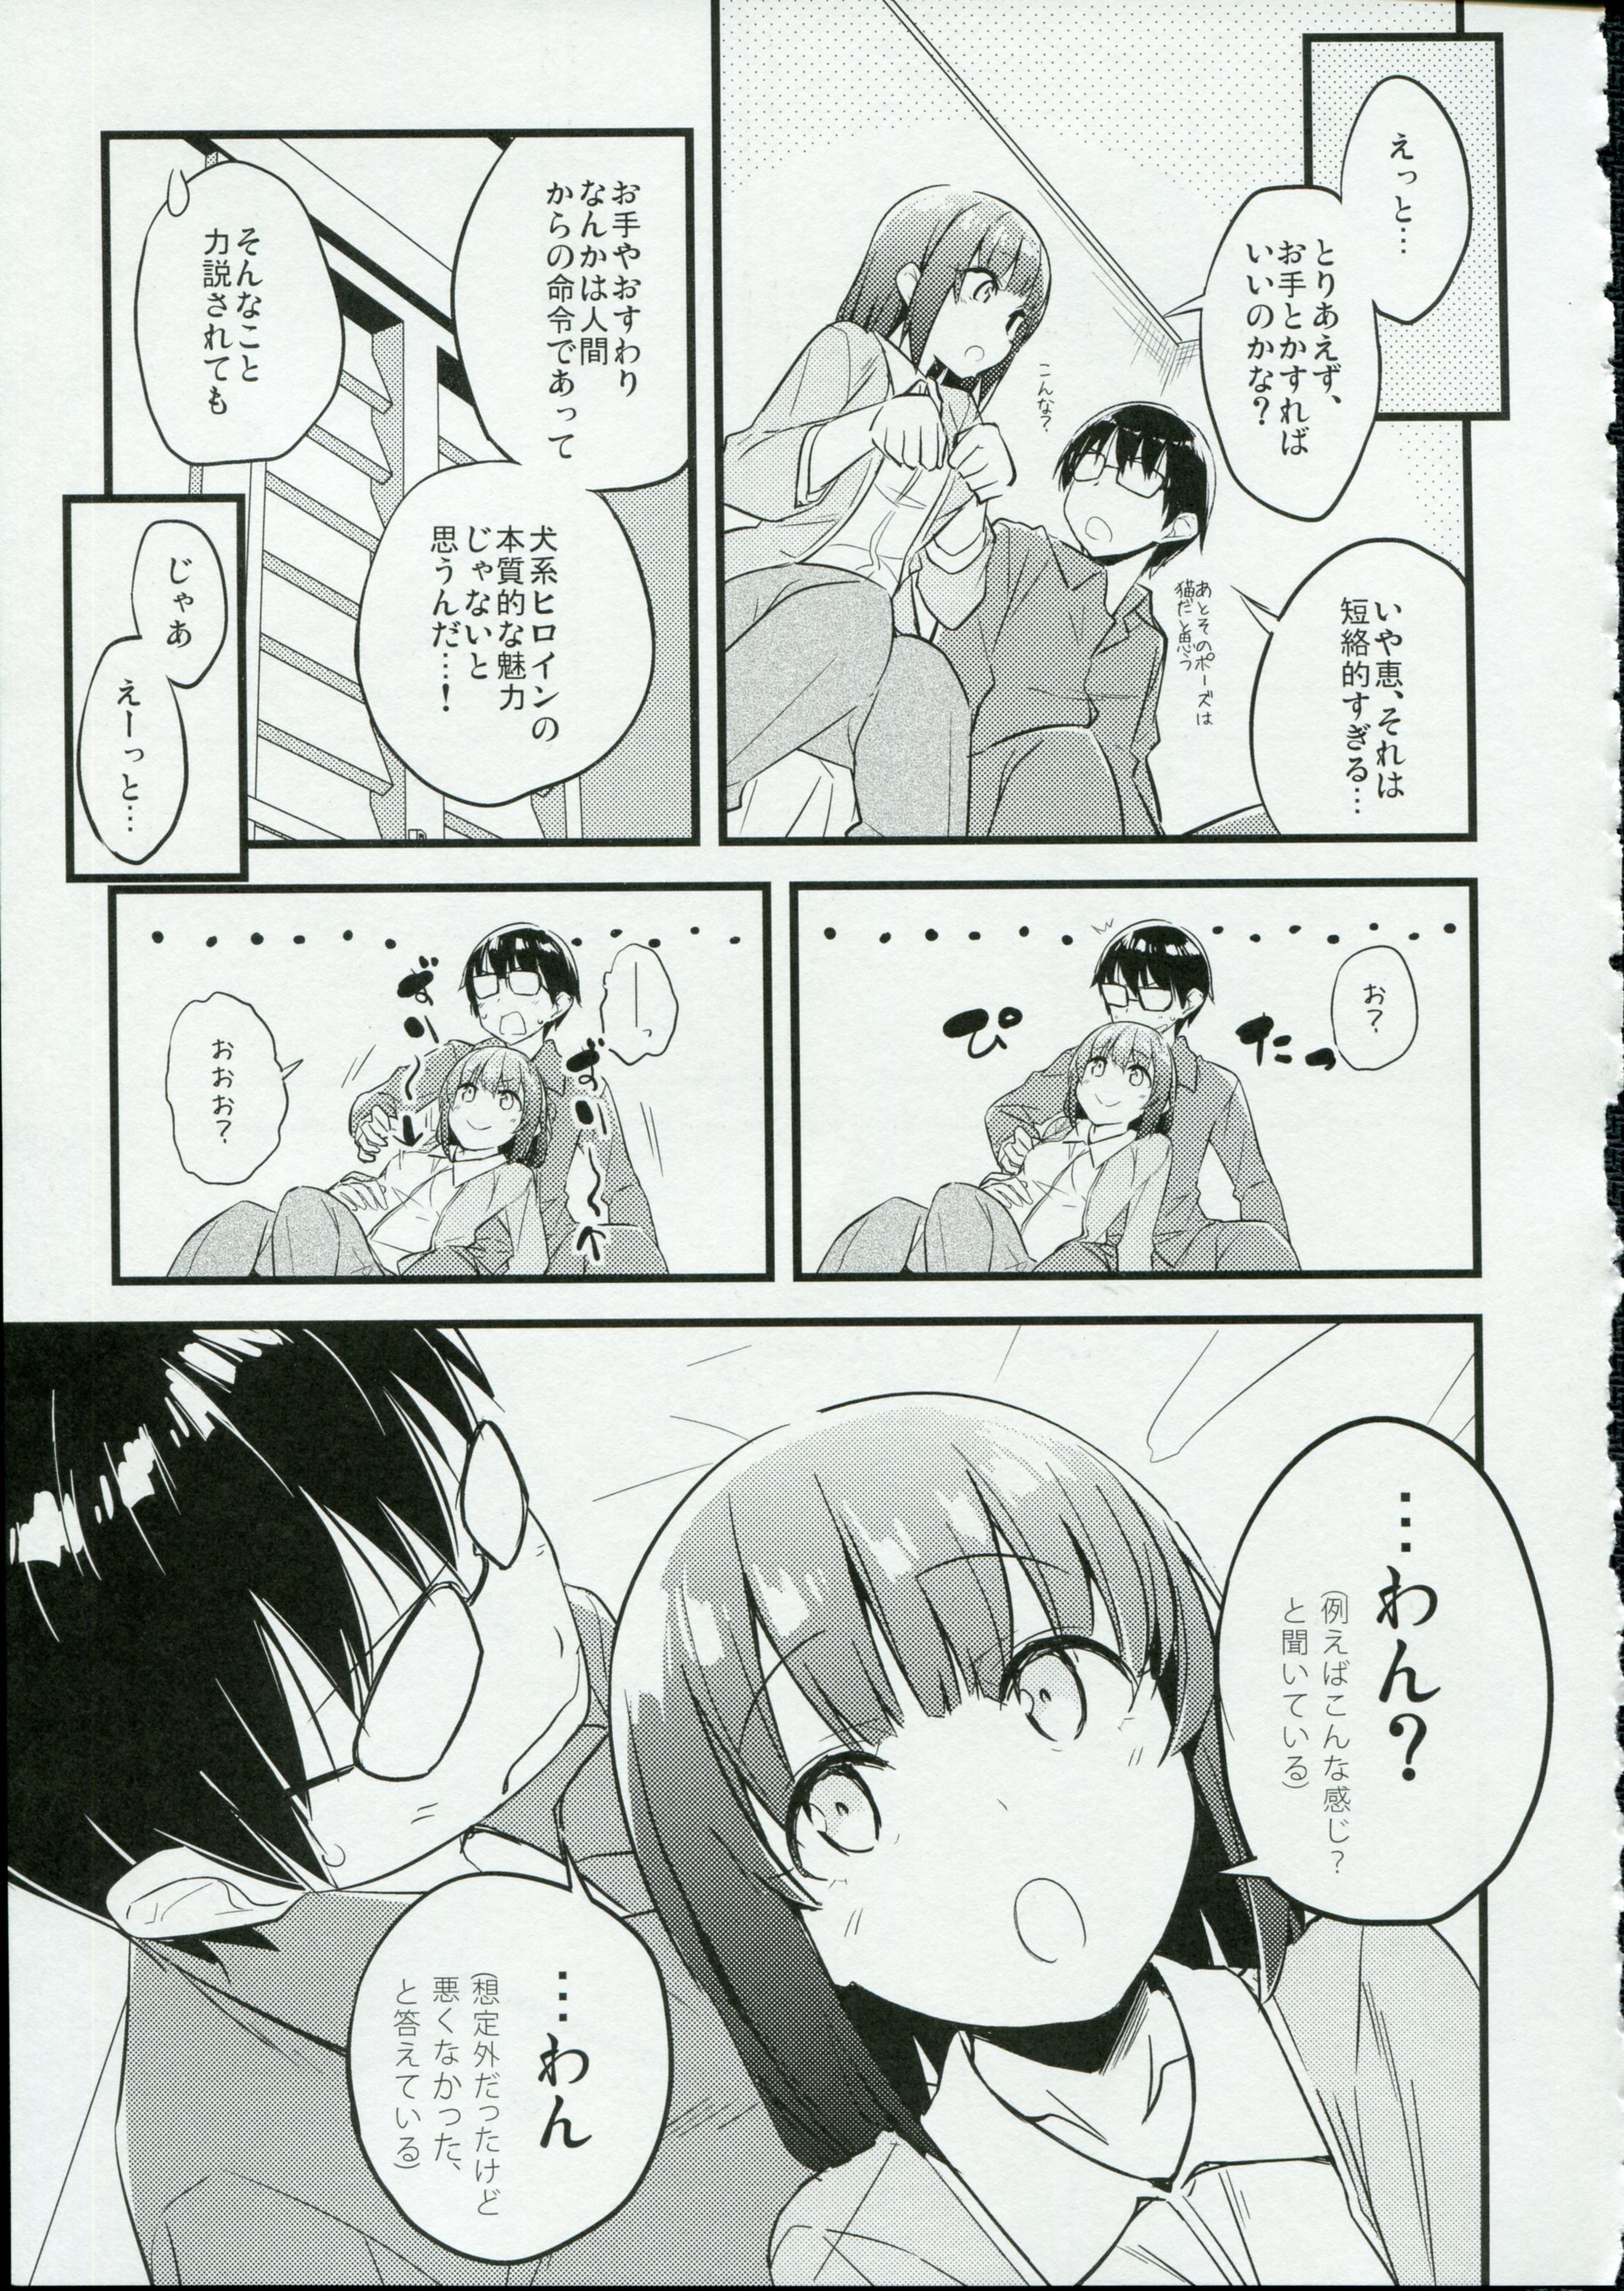 えっと…
とりあえず、
お手とかすれば
いいのかな?
こんな?
いや恵、それは
短絡的すぎる…
あとそのポーズは
猫だと思う
お手やおすわり
なんかは人間
からの命令であって
犬系ヒロインの
本質的な魅力
じゃないと
思うんだ…!
そんなこと
力説されても
じゃあ
えーっと…
お?
ぴ
たっ
―っ
ず
り
~
ず
り
~
おおお?
…わん?
(例えばこんな感じ?
と聞いている)
…わん
(想定外だったけど
悪くなかった、
と答えている)